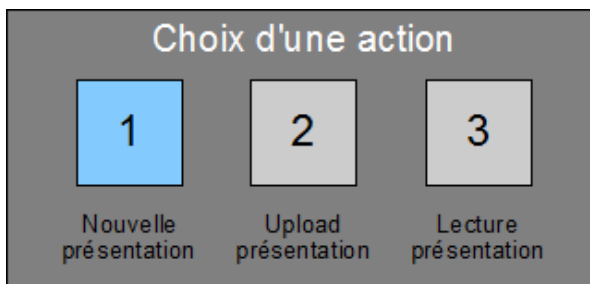 Choix d'une action
1 2 3
Nouvelle Upload Lecture
présentation présentation présentation